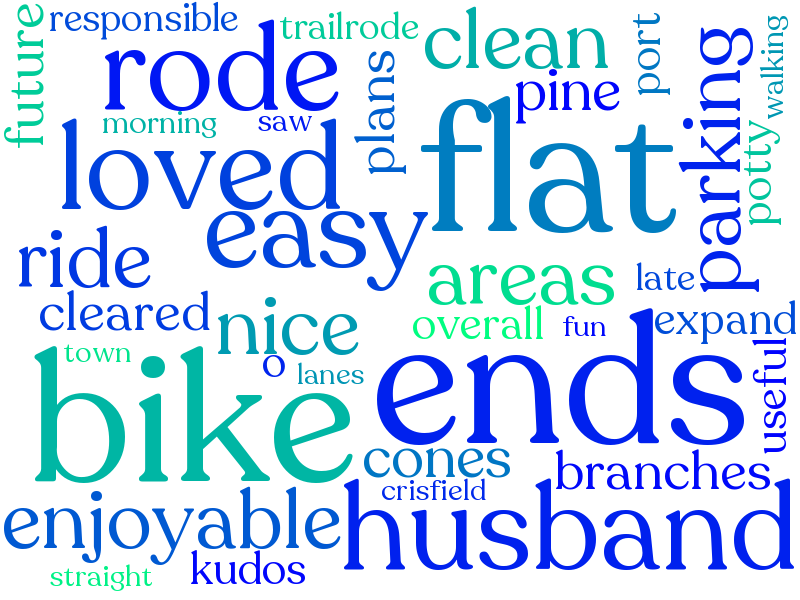 responsible
future
rode
trailrode
clean
port
walking
morning
saw
plans
pine
parking
potty
loved
flat
easy
ride
areas
late
cleared
nice
overall
fun
expand
town
o
lanes
useful
bike
ends
cones
crisfield
branches
enjoyable
husband
straight
kudos